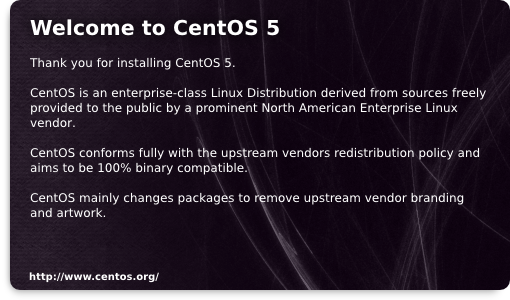 Welcome to CentOS 5
Thank you for installing CentOS 5.
CentOS is an enterprise-class Linux Distribution derived from sources freely
provided to the public by a prominent North American Enterprise Linux
vendor.
CentOS conforms fully with the upstream vendors redistribution policy and
aims to be 100% binary compatible.
CentOS mainly changes packages to remove upstream vendor branding
and artwork.
http://www.centos.org/